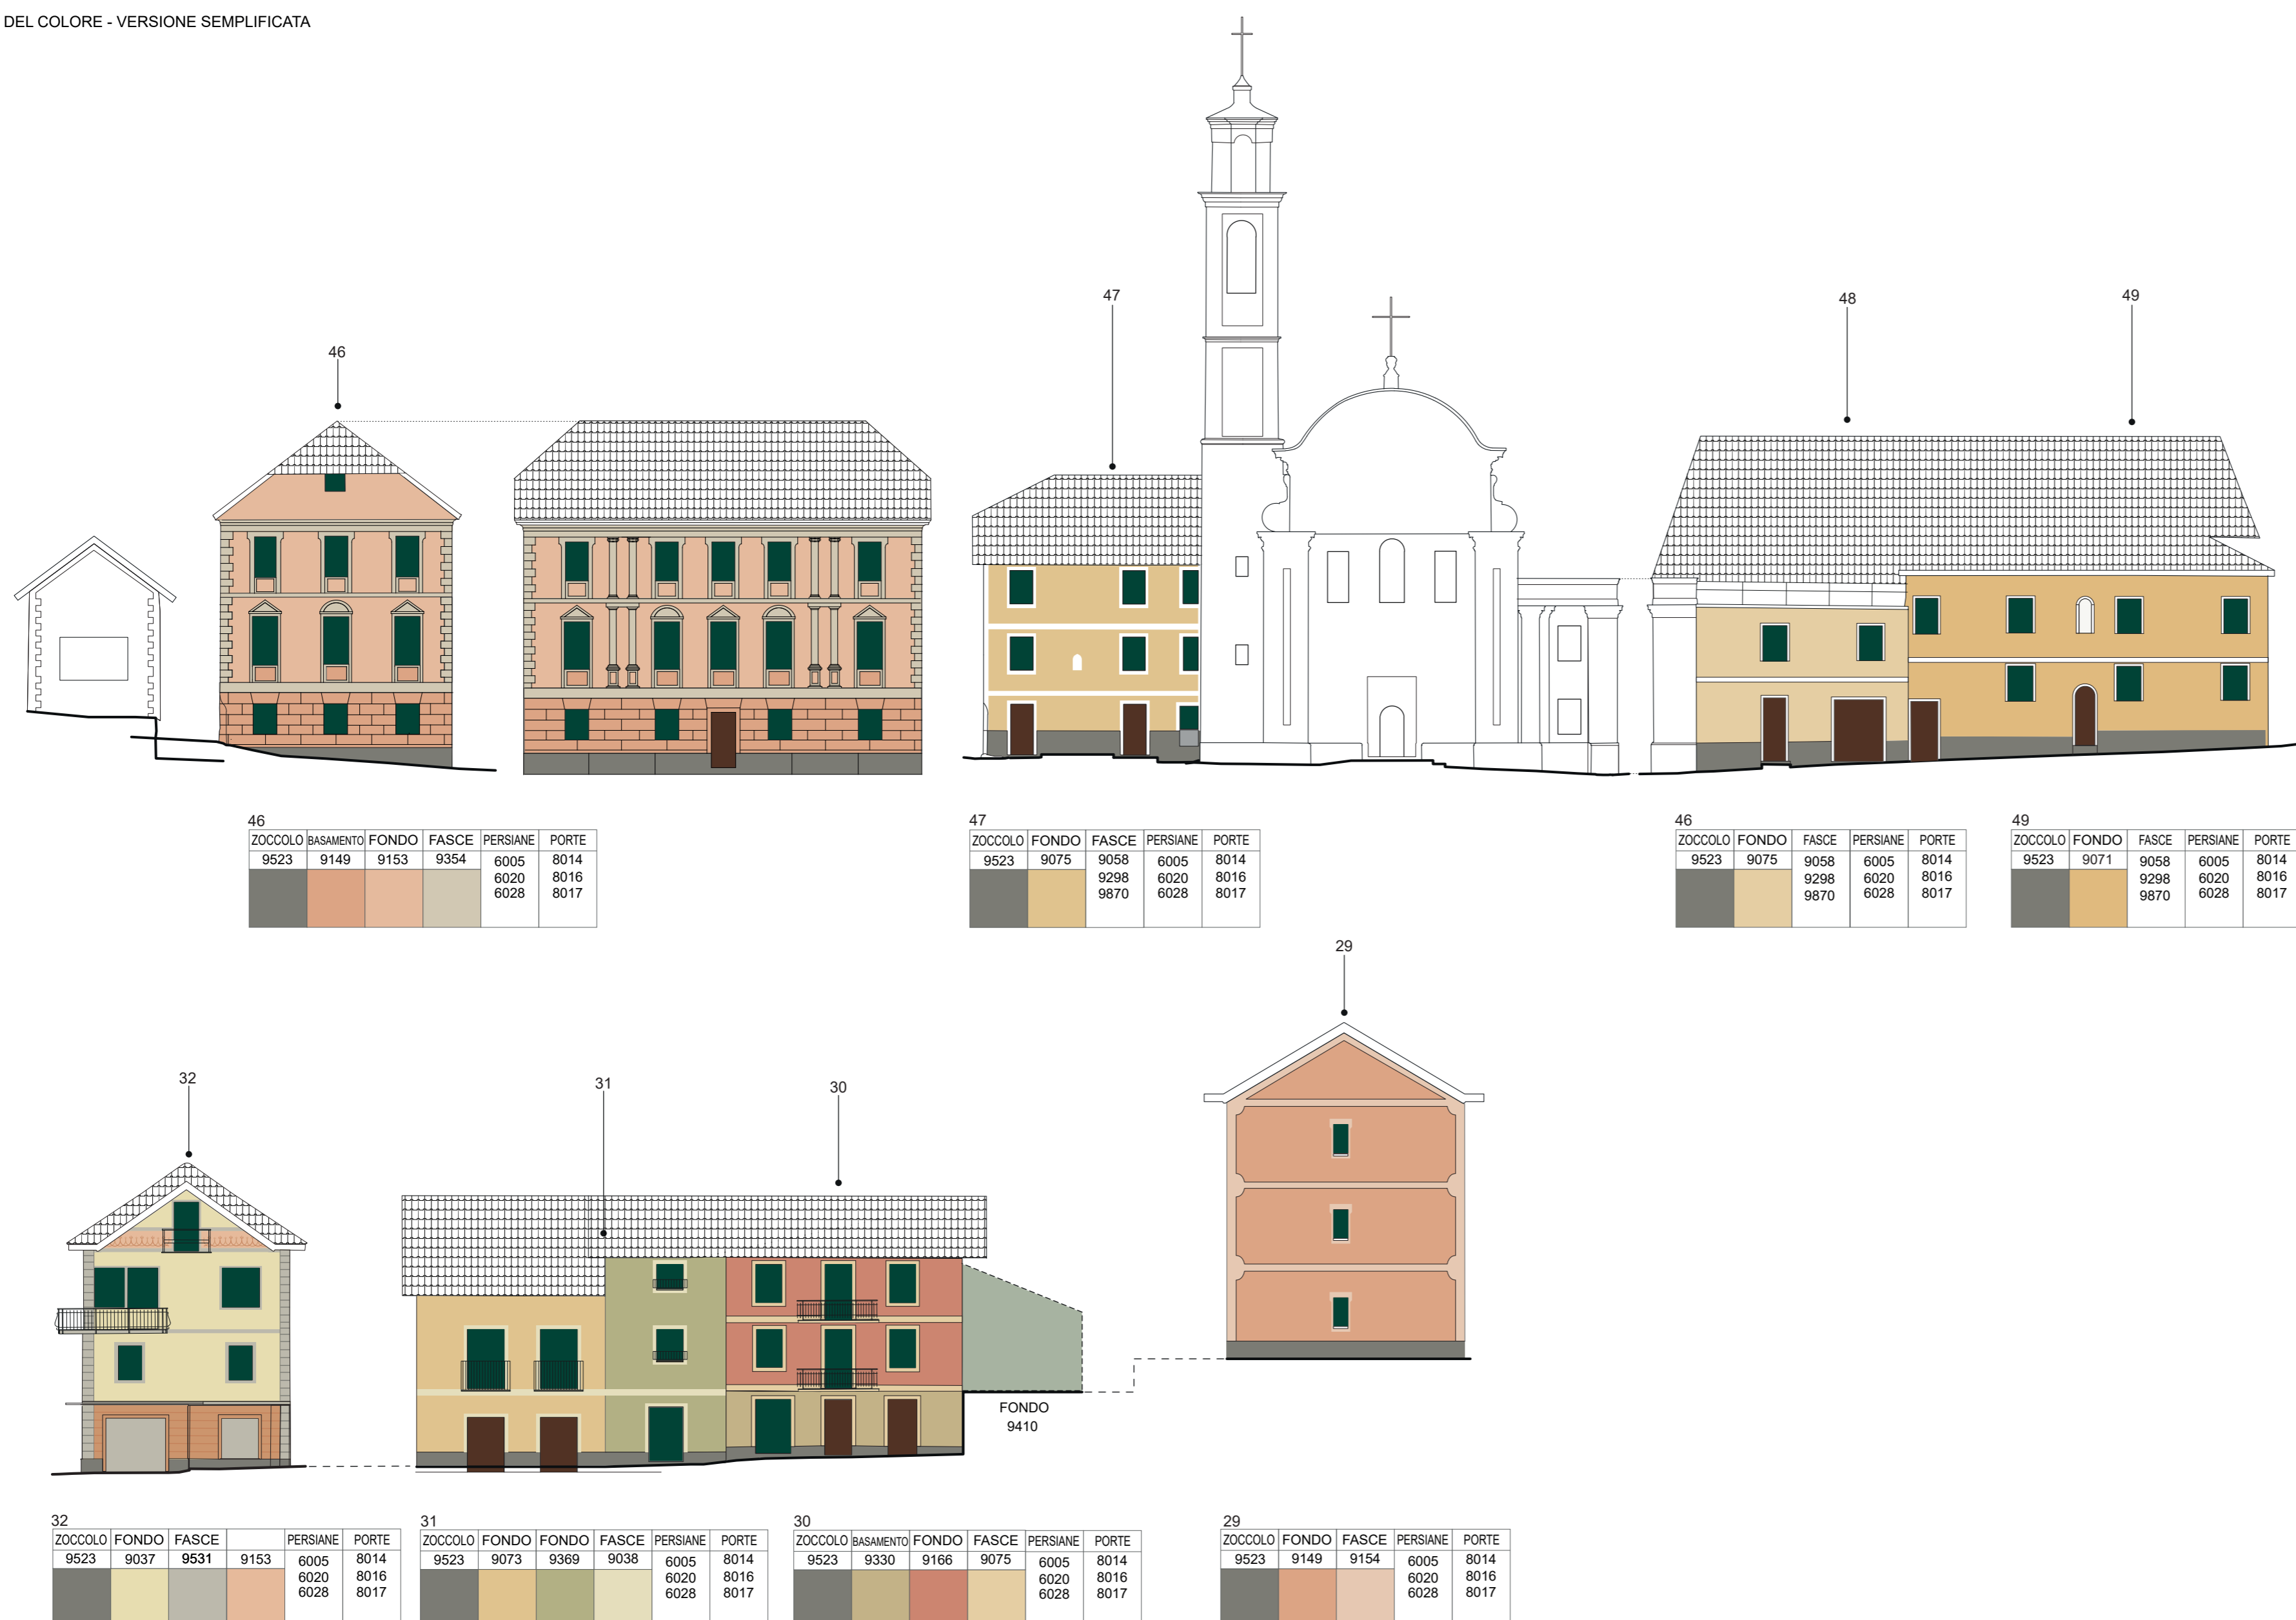 DEL COLORE - VERSIONE SEMPLIFICATA
46
47
48
49
46
ZOCCOLO BASAMENTO FONDO FASCE PERSIANE PORTE
9523 9149 9153 9354 6005 8014
6020 8016
6028 8017
47
ZOCCOLO FONDO FASCE PERSIANE PORTE
9523 9075 9058 6005 8014
9298 6020 8016
9870 6028 8017
46
ZOCCOLO FONDO FASCE PERSIANE PORTE
9523 9075 9058 6005 8014
9298 6020 8016
9870 6028 8017
49
ZOCCOLO FONDO FASCE PERSIANE PORTE
9523 9071 9058 6005 8014
9298 6020 8016
9870 6028 8017
32
31
30
29
FONDO
9410
32
ZOCCOLO FONDO FASCE PERSIANE PORTE
9523 9037 9531 9153 6005 8014
6020 8016
6028 8017
31
ZOCCOLO FONDO FONDO FASCE PERSIANE PORTE
9523 9073 9369 9038 6005 8014
6020 8016
6028 8017
30
ZOCCOLO BASAMENTO FONDO FASCE PERSIANE PORTE
9523 9330 9166 9075 6005 8014
6020 8016
6028 8017
29
ZOCCOLO FONDO FASCE PERSIANE PORTE
9523 9149 9154 6005 8014
6020 8016
6028 8017